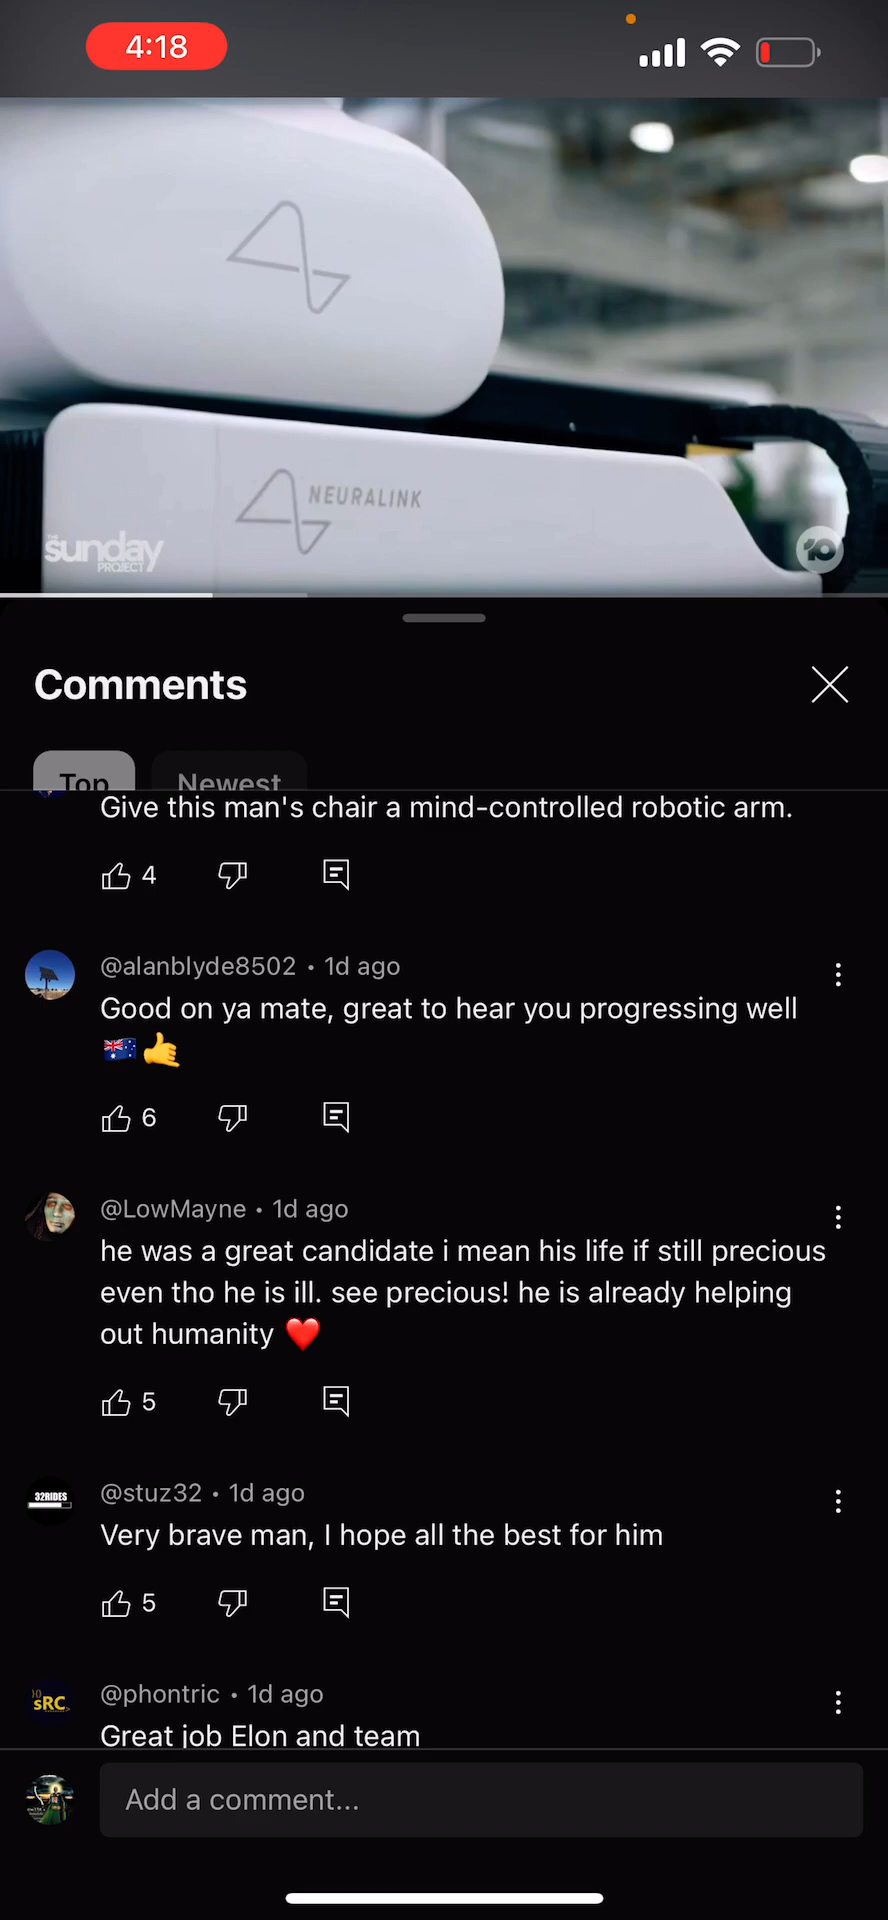 4:18
NEURALINK
THE
sunday
PROJECT
10
Comments
Top
Newest
Give this man's chair a mind-controlled robotic arm.
4
@alanblyde8502 • 1d ago
Good on ya mate, great to hear you progressing well
🇦🇺🤙
6
@LowMayne • 1d ago
he was a great candidate i mean his life if still precious
even tho he is ill. see precious! he is already helping
out humanity ❤️
5
32RIDES
@stuz32 • 1d ago
Very brave man, I hope all the best for him
5
sRC
@phontric • 1d ago
Great job Elon and team
Add a comment...